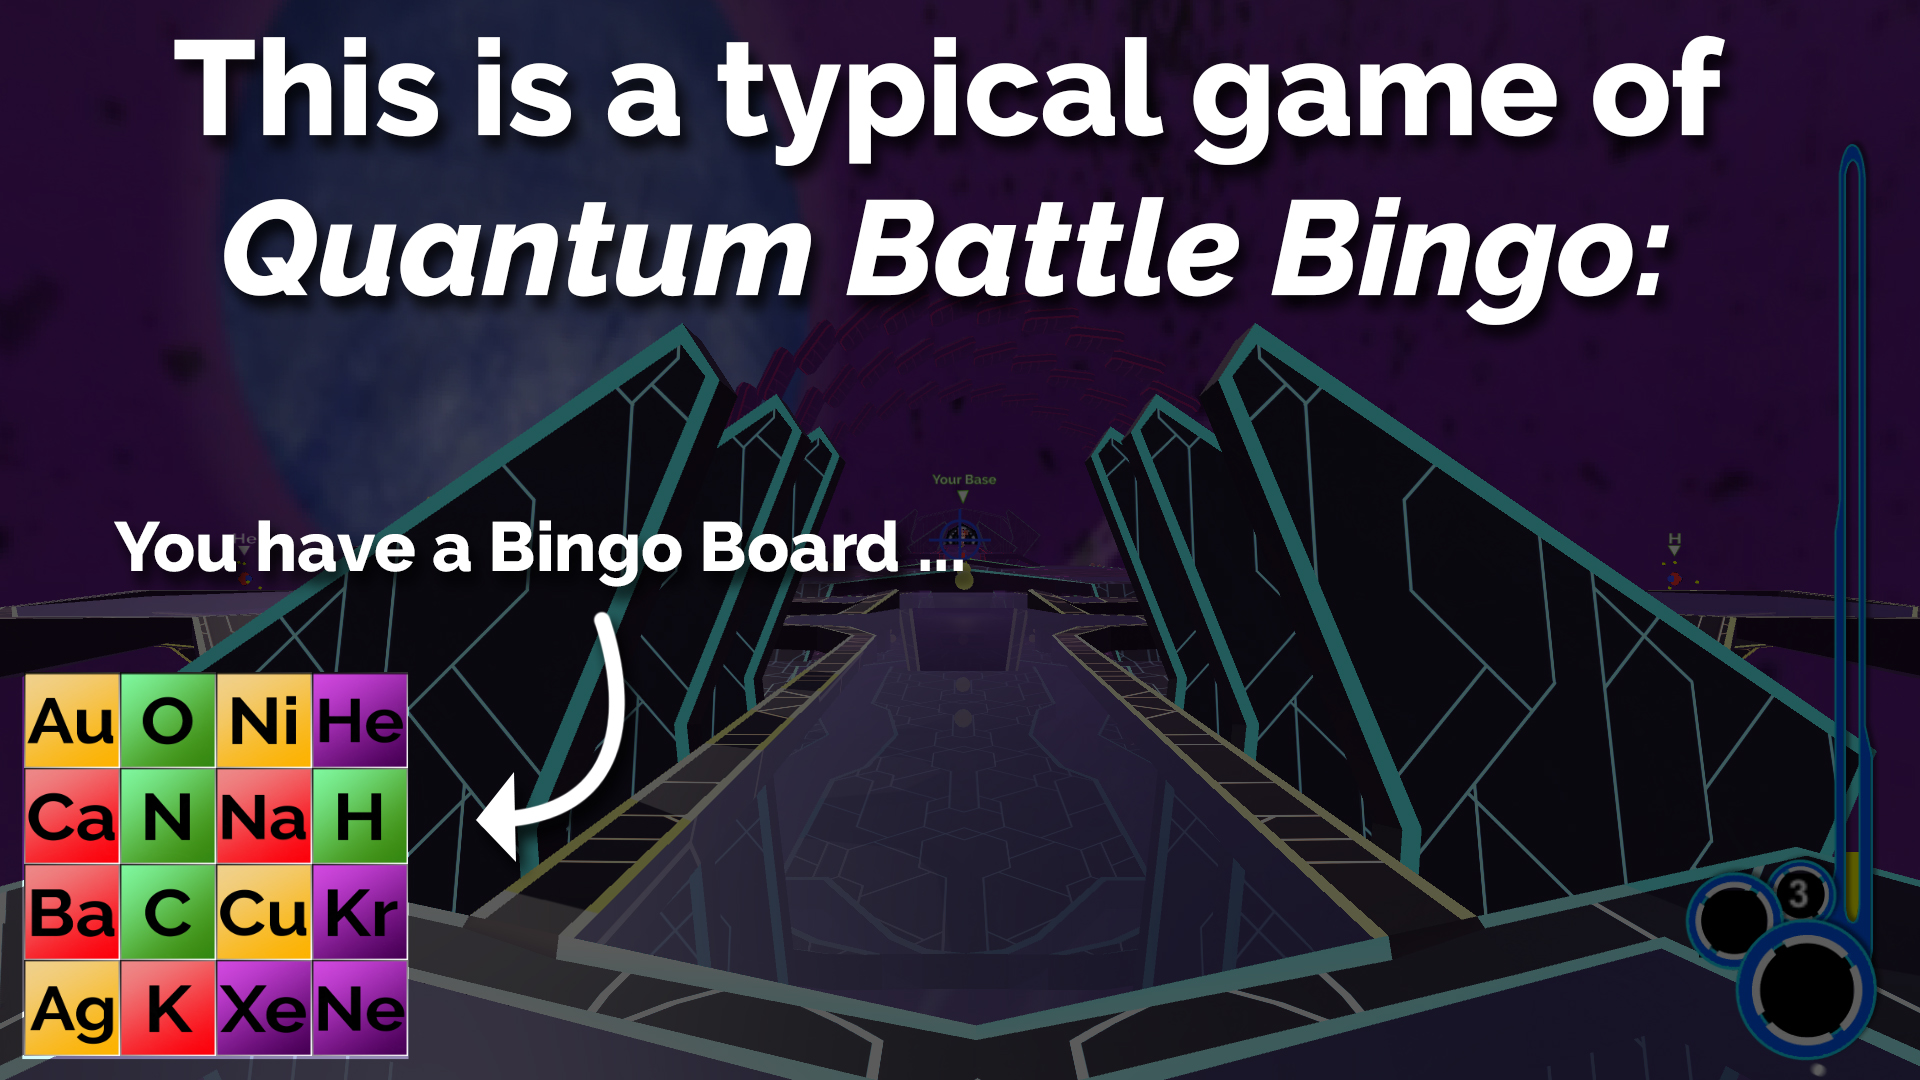 This is a typical game of
Quantum Battle Bingo:
Your Base
You have a Bingo Board ...
He
H
Au O Ni He
Ca N Na H
Ba C Cu Kr
Ag K Xe Ne
3